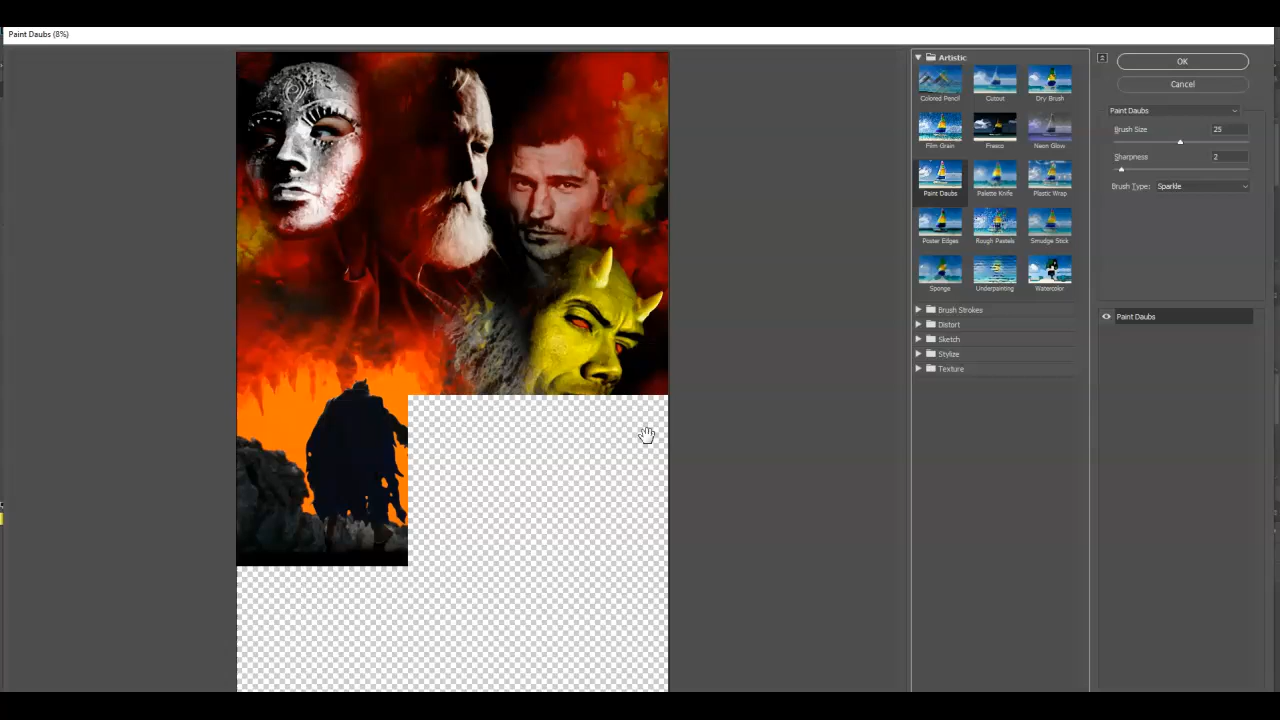 Paint Daubs (8%)
Artistic
Colored Pencil
Cutout
Dry Brush
Film Grain
Fresco
Neon Glow
Paint Daubs
Palette Knife
Plastic Wrap
Poster Edges
Rough Pastels
Smudge Stick
Sponge
Underpainting
Watercolor
Brush Strokes
Distort
Sketch
Stylize
Texture
OK
Cancel
Paint Daubs
Brush Size 25
Sharpness 2
Brush Type: Sparkle
Paint Daubs